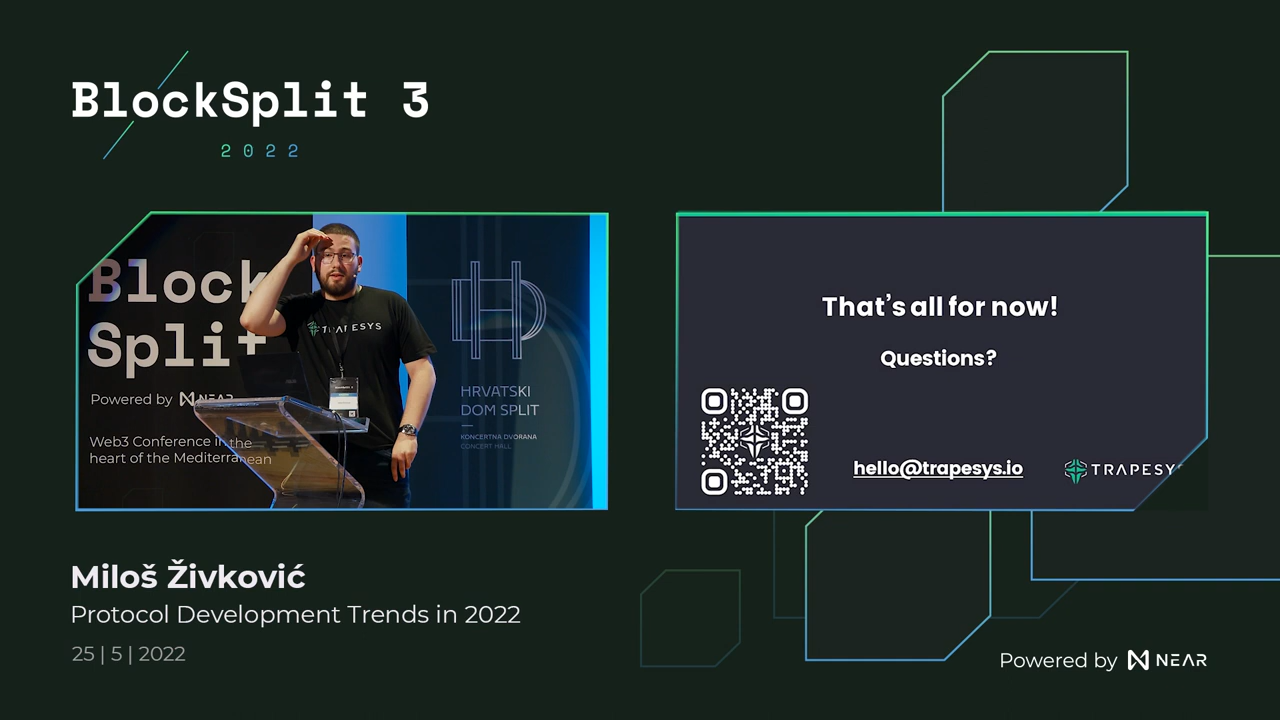 BlockSplit 3
2022
Block
Split
Powered by NEAR
Web3 Conference in the
heart of the Mediterranean
TRAPESYS
HRVATSKI
DOM SPLIT
KONCERTNA DVORANA
CONCERT HALL
That's all for now!
Questions?
hello@trapesys.io
TRAPESYS
Miloš Živković
Protocol Development Trends in 2022
25 | 5 | 2022
Powered by NEAR